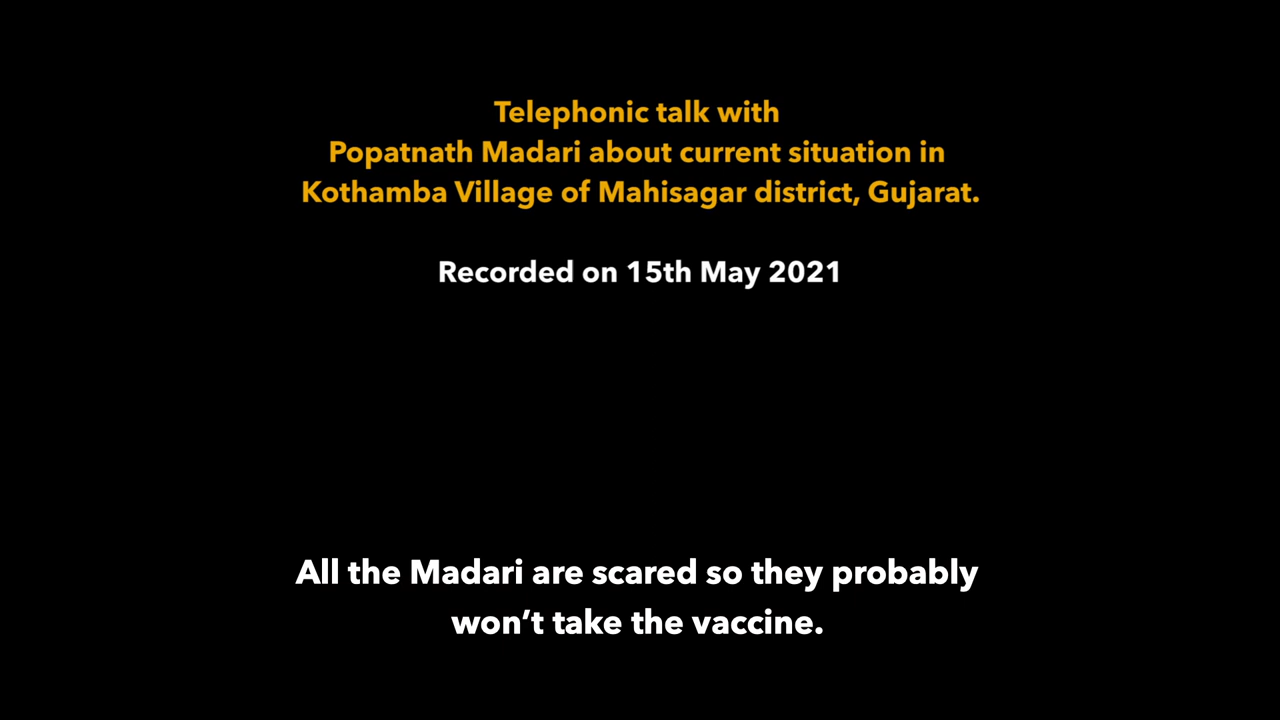 Telephonic talk with
Popatnath Madari about current situation in
Kothamba Village of Mahisagar district, Gujarat.
Recorded on 15th May 2021
All the Madari are scared so they probably
won’t take the vaccine.